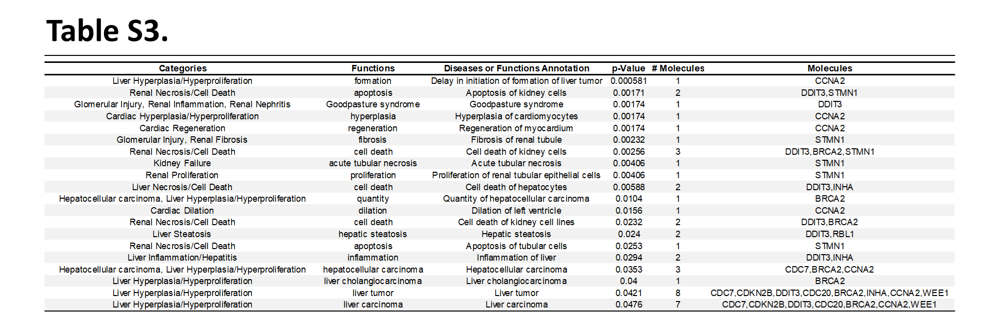 Table S3.
Categories Functions Diseases or Functions Annotation p-Value # Molecules Molecules
Liver Hyperplasia/Hyperproliferation formation Delay in initiation of formation of liver tumor 0.000581 1 CCNA2
Renal Necrosis/Cell Death apoptosis Apoptosis of kidney cells 0.00171 2 DDIT3,STMN1
Glomerular Injury, Renal Inflammation, Renal Nephritis Goodpasture syndrome Goodpasture syndrome 0.00174 1 DDIT3
Cardiac Hyperplasia/Hyperproliferation hyperplasia Hyperplasia of cardiomyocytes 0.00174 1 CCNA2
Cardiac Regeneration regeneration Regeneration of myocardium 0.00174 1 CCNA2
Glomerular Injury, Renal Fibrosis fibrosis Fibrosis of renal tubule 0.00232 1 STMN1
Renal Necrosis/Cell Death cell death Cell death of kidney cells 0.00256 3 DDIT3,BRCA2,STMN1
Kidney Failure acute tubular necrosis Acute tubular necrosis 0.00406 1 STMN1
Renal Proliferation proliferation Proliferation of renal tubular epithelial cells 0.00406 1 STMN1
Liver Necrosis/Cell Death cell death Cell death of hepatocytes 0.00588 2 DDIT3,INHA
Hepatocellular carcinoma, Liver Hyperplasia/Hyperproliferation quantity Quantity of hepatocellular carcinoma 0.0104 1 BRCA2
Cardiac Dilation dilation Dilation of left ventricle 0.0156 1 CCNA2
Renal Necrosis/Cell Death cell death Cell death of kidney cell lines 0.0232 2 DDIT3,BRCA2
Liver Steatosis hepatic steatosis Hepatic steatosis 0.024 2 DDIT3,RBL1
Renal Necrosis/Cell Death apoptosis Apoptosis of tubular cells 0.0253 1 STMN1
Liver Inflammation/Hepatitis inflammation Inflammation of liver 0.0294 2 DDIT3,INHA
Hepatocellular carcinoma, Liver Hyperplasia/Hyperproliferation hepatocellular carcinoma Hepatocellular carcinoma 0.0353 3 CDC7,BRCA2,CCNA2
Liver Hyperplasia/Hyperproliferation liver cholangiocarcinoma Liver cholangiocarcinoma 0.04 1 BRCA2
Liver Hyperplasia/Hyperproliferation liver tumor Liver tumor 0.0421 8 CDC7,CDKN2B,DDIT3,CDC20,BRCA2,INHA,CCNA2,WEE1
Liver Hyperplasia/Hyperproliferation liver carcinoma Liver carcinoma 0.0476 7 CDC7,CDKN2B,DDIT3,CDC20,BRCA2,CCNA2,WEE1